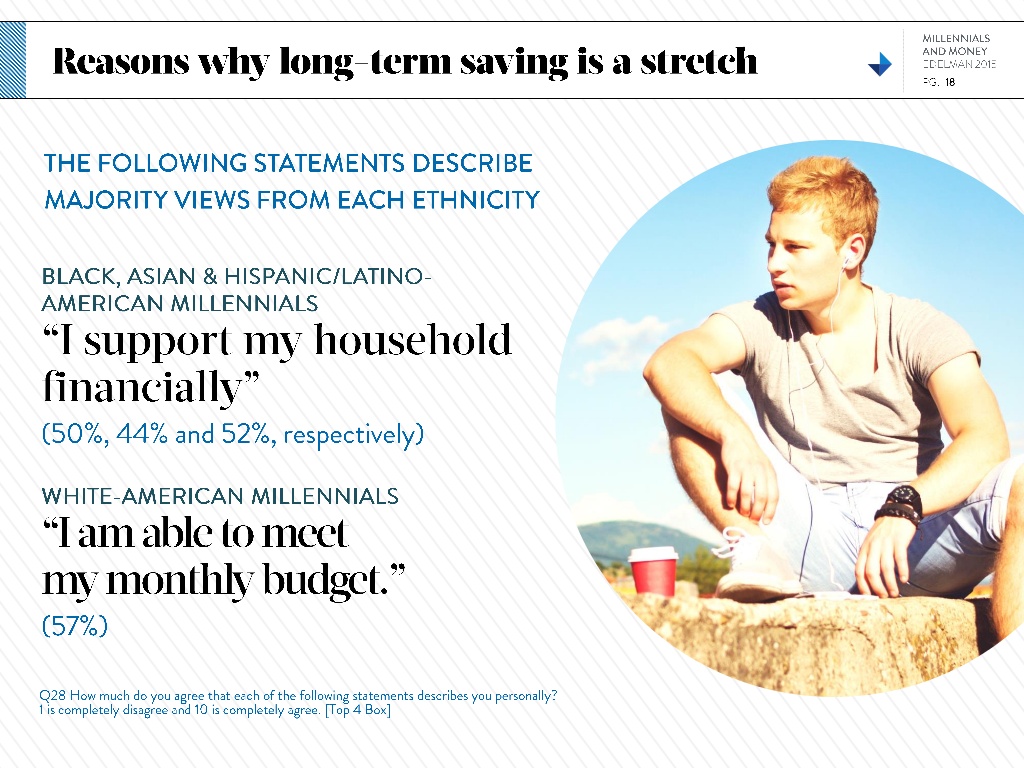 Reasons why long-term saving is a stretch
MILLENNIALS
AND MONEY
EDELMAN 2015
PG. 18
THE FOLLOWING STATEMENTS DESCRIBE
MAJORITY VIEWS FROM EACH ETHNICITY
BLACK, ASIAN & HISPANIC/LATINO-
AMERICAN MILLENNIALS
“I support my household
financially”
(50%, 44% and 52%, respectively)
WHITE-AMERICAN MILLENNIALS
“I am able to meet
my monthly budget.”
(57%)
Q28 How much do you agree that each of the following statements describes you personally?
1 is completely disagree and 10 is completely agree. [Top 4 Box]